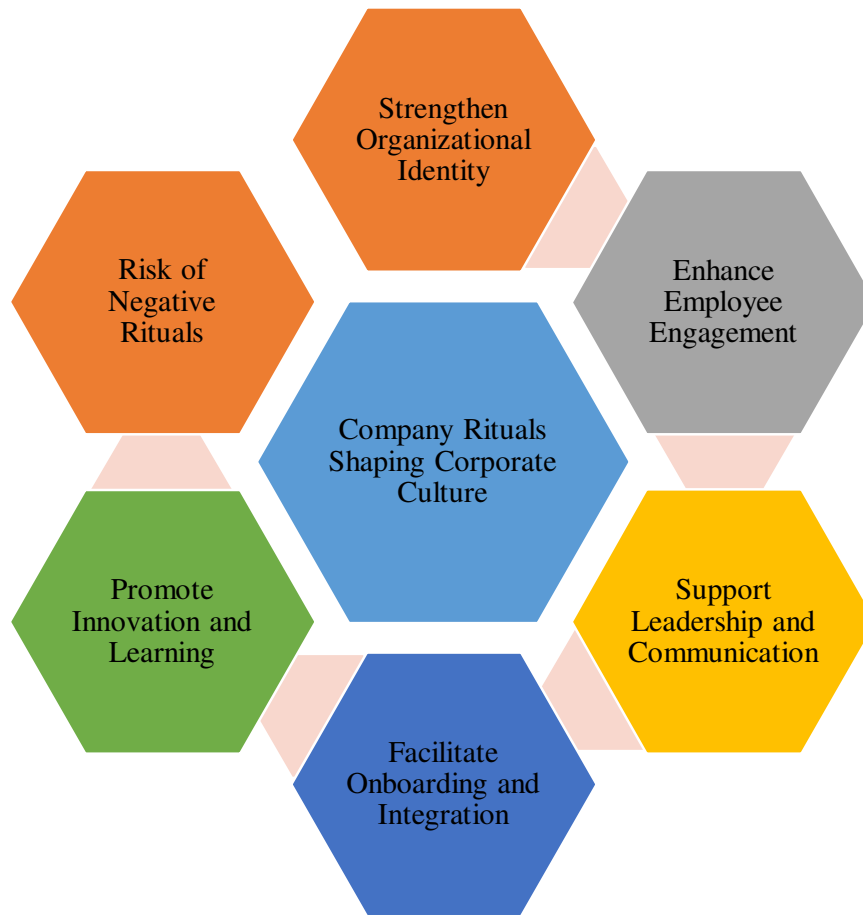 Strengthen
Organizational
Identity
Enhance
Employee
Engagement
Support
Leadership and
Communication
Facilitate
Onboarding and
Integration
Promote
Innovation and
Learning
Risk of
Negative
Rituals
Company Rituals
Shaping Corporate
Culture